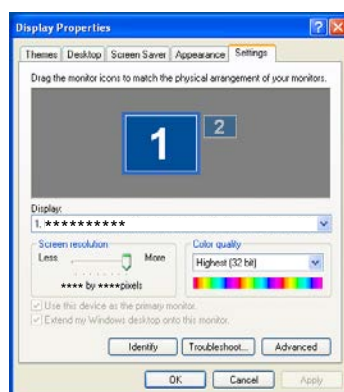 Display Properties
Themes Desktop Screen Saver Appearance Settings
Drag the monitor icons to match the physical arrangement of your monitors.
1 2
Display:
1. **********
Screen resolution
Less More
**** by ****pixels
Color quality
Highest (32 bit)
Use this device as the primary monitor.
Extend my Windows desktop onto this monitor.
Identify Troubleshoot... Advanced
OK Cancel Apply